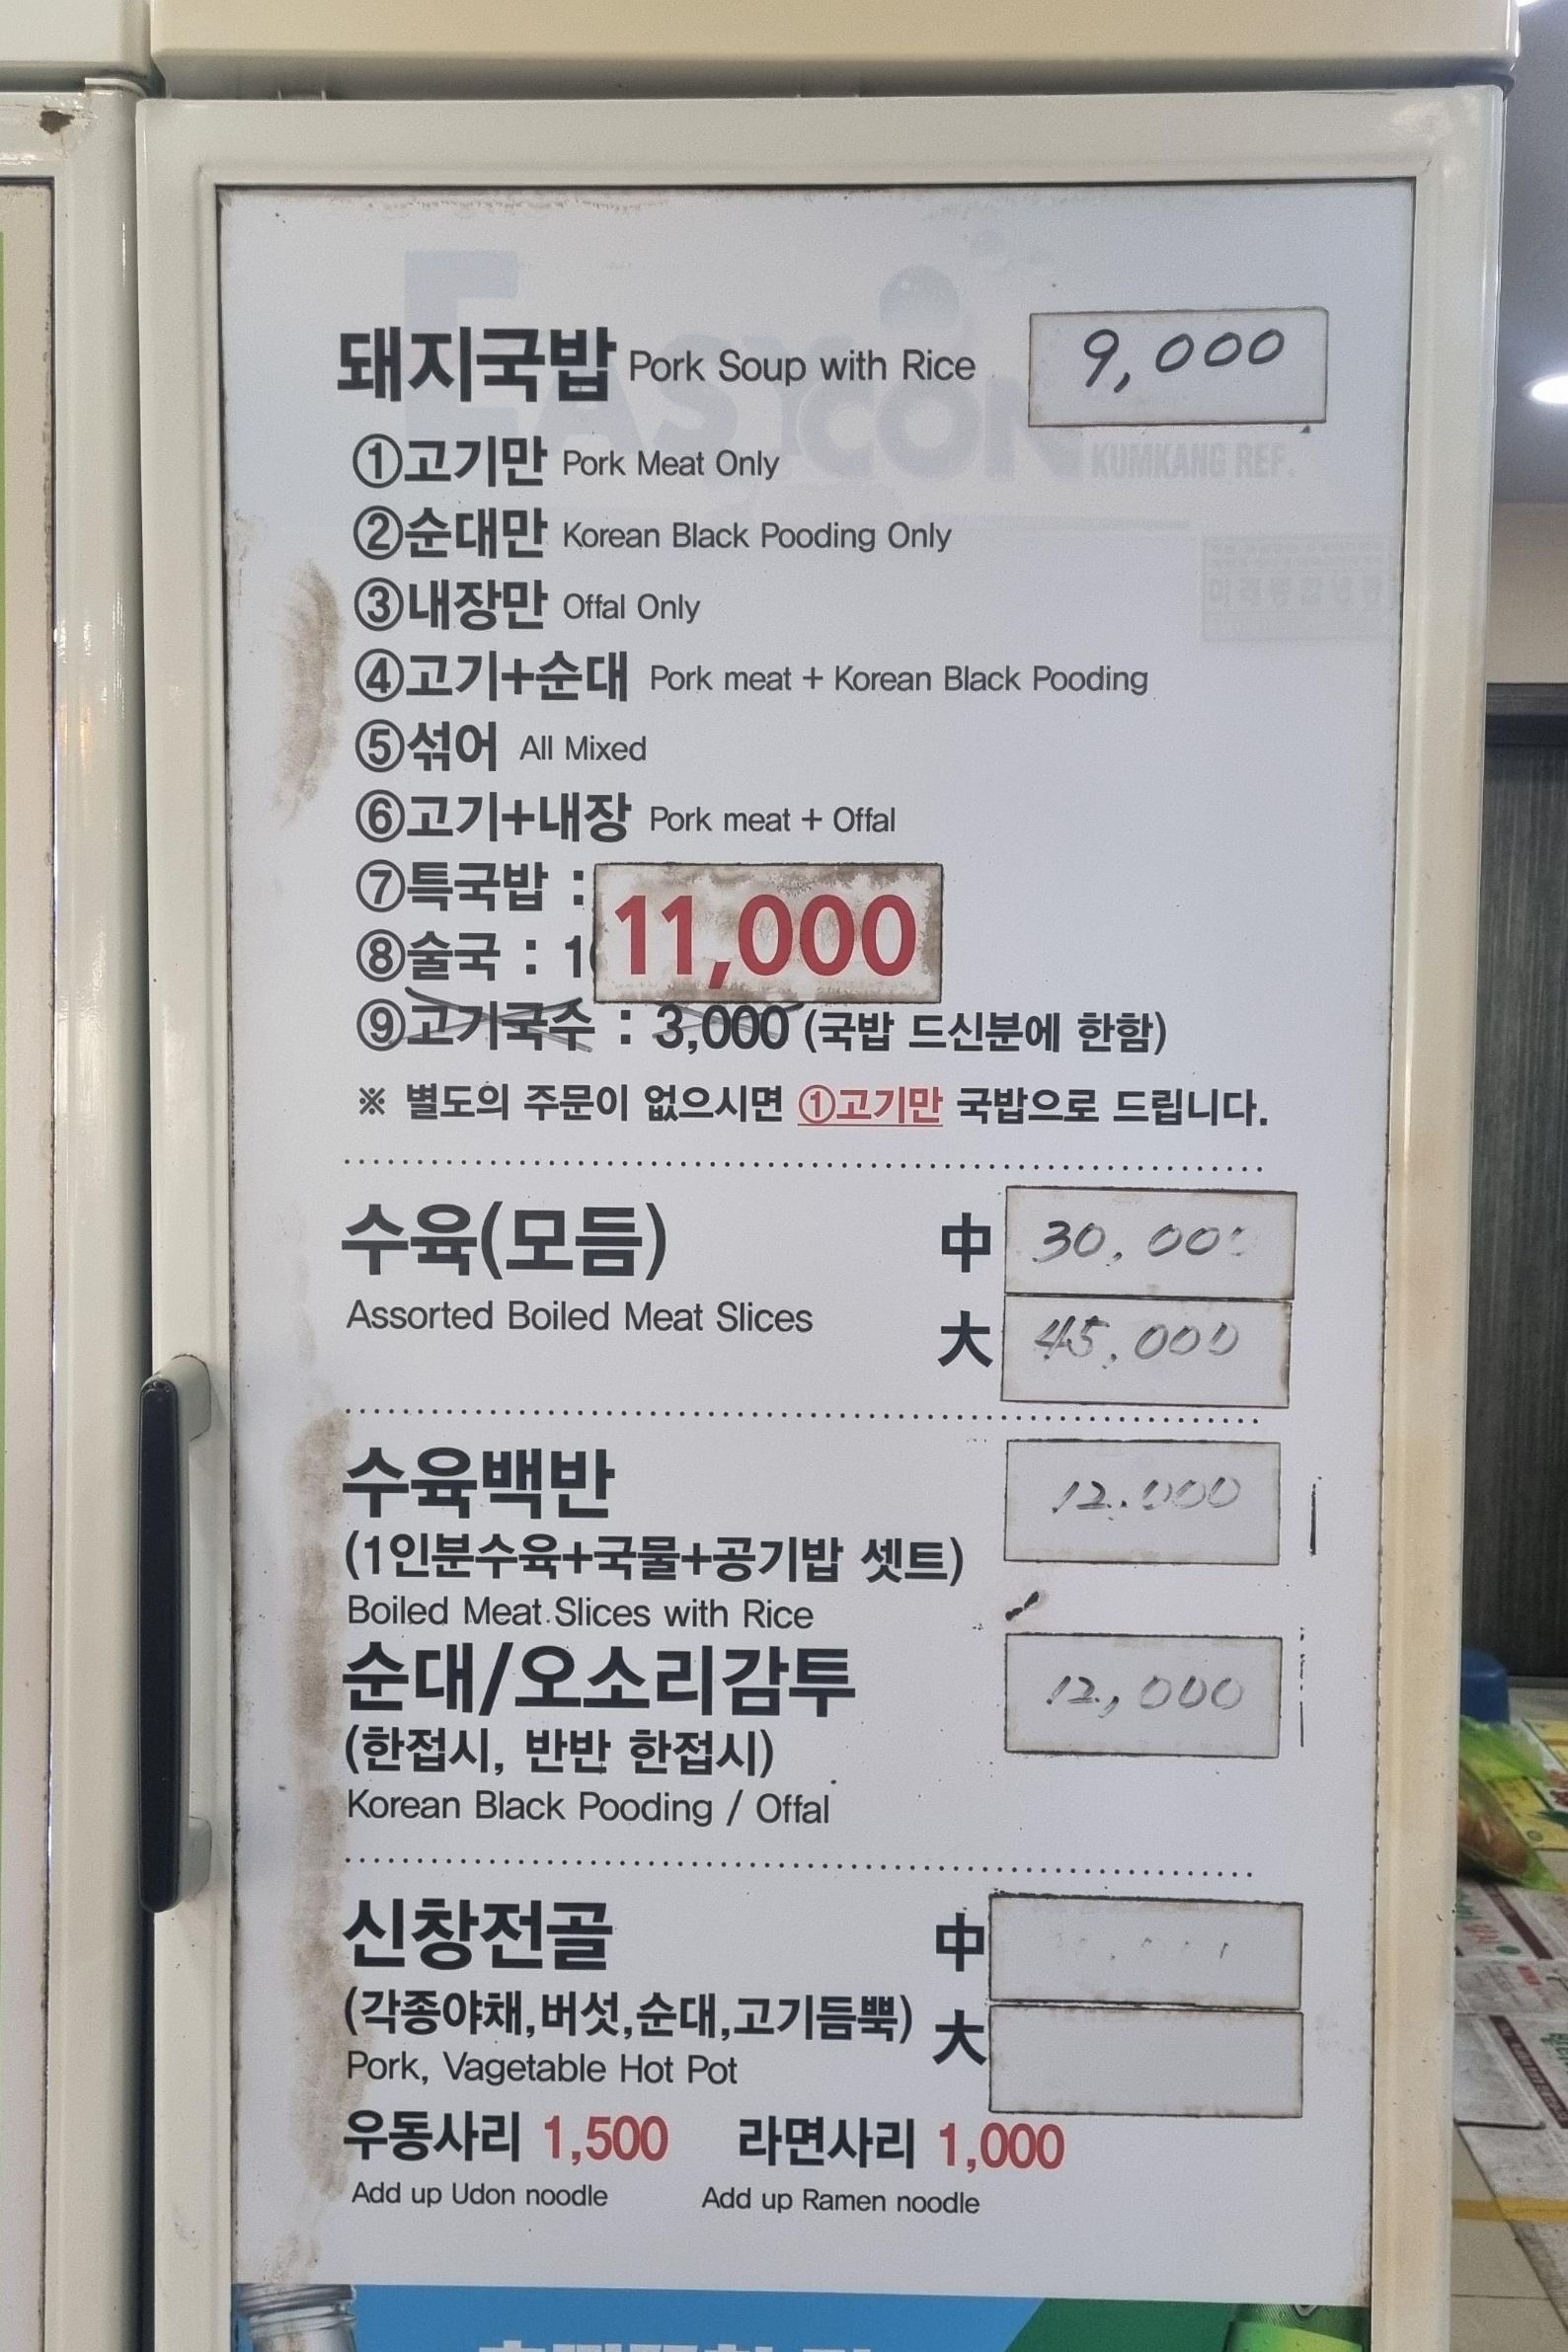 EASYCON
KUMKANG REF.
돼지국밥 Pork Soup with Rice 9,000
①고기만 Pork Meat Only
②순대만 Korean Black Pooding Only
③내장만 Offal Only
④고기+순대 Pork meat + Korean Black Pooding
⑤섞어 All Mixed
⑥고기+내장 Pork meat + Offal
⑦특국밥 :
11,000
⑧술국 :
⑨고기국수 : 3,000 (국밥 드신분에 한함)
※ 별도의 주문이 없으시면 ①고기만 국밥으로 드립니다.
수육(모듬) 中 30.000
Assorted Boiled Meat Slices 大 45.000
수육백반 12.000
(1인분수육+국물+공기밥 셋트)
Boiled Meat Slices with Rice
순대/오소리감투 12,000
(한접시, 반반 한접시)
Korean Black Pooding / Offal
신창전골 中
(각종야채,버섯,순대,고기듬뿍) 大
Pork, Vagetable Hot Pot
우동사리 1,500 라면사리 1,000
Add up Udon noodle Add up Ramen noodle